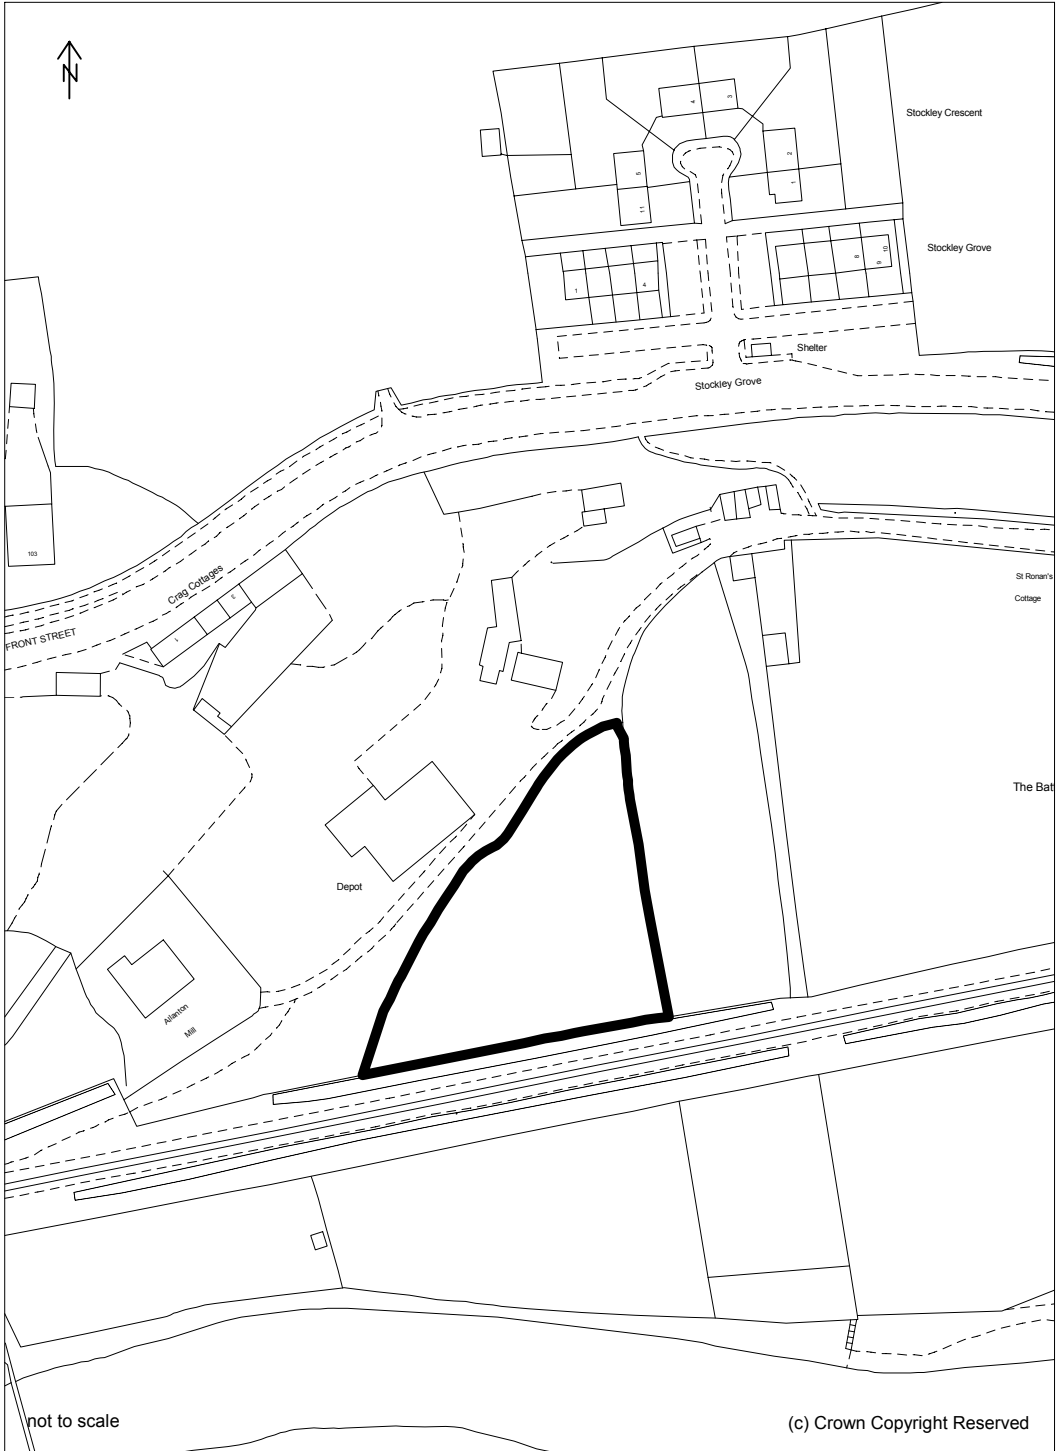 N
Stockley Crescent
4
3
2
5
1
11
Stockley Grove
10
8
9
4
1
Shelter
Stockley Grove
103
Crag Cottages
3
1
FRONT STREET
St Ronan's
Cottage
The Bat
Depot
Allanton
Mill
not to scale
(c) Crown Copyright Reserved